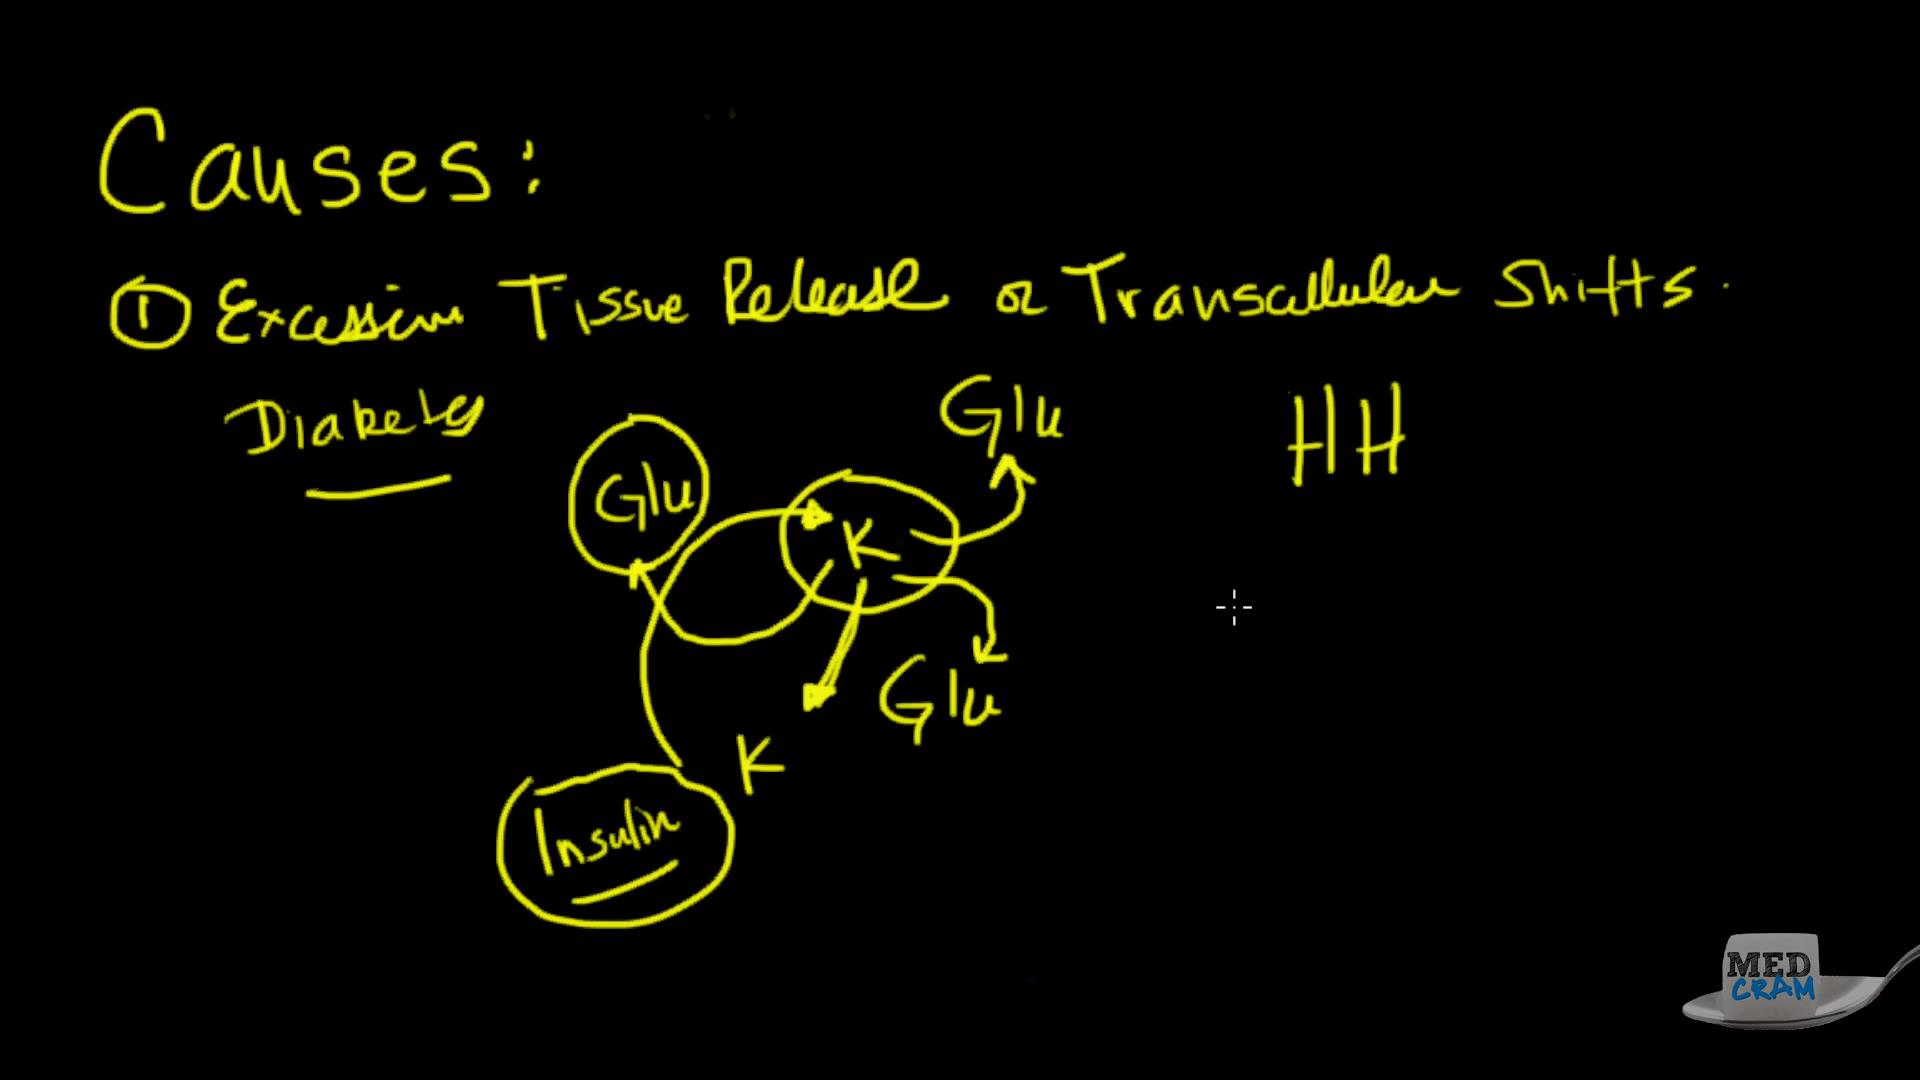 Causes:
① Excessive Tissue Release or Transcellular Shifts.
Diabetes
Glu
Glu
HH
K
Glu
K
Insulin
MED
CRAM